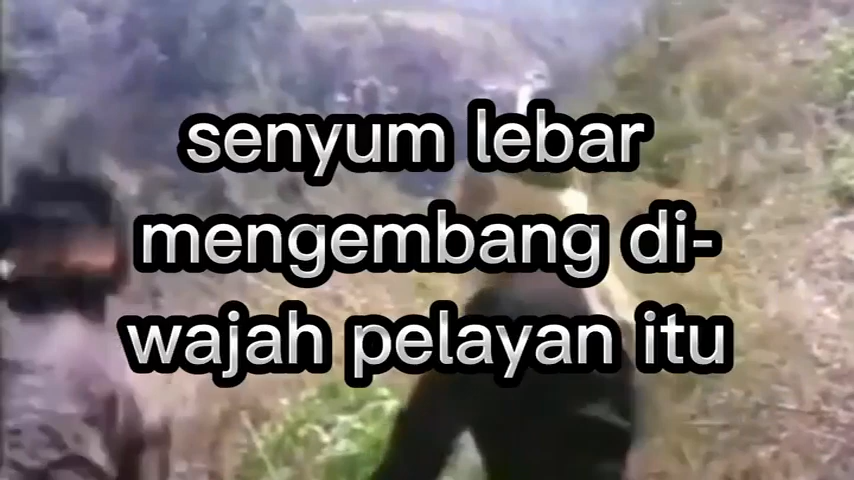 senyum lebar
mengembang di-
wajah pelayan itu